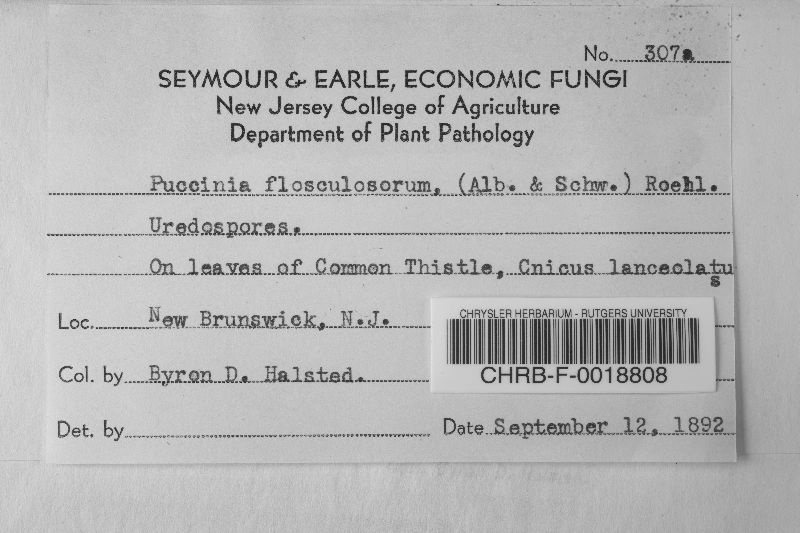 No. 307a
SEYMOUR & EARLE, ECONOMIC FUNGI
New Jersey College of Agriculture
Department of Plant Pathology
Puccinia flosculosorum, (Alb. & Schw.) Roehl.
Uredospores.
On leaves of Common Thistle, Cnicus lanceolatus
Loc. New Brunswick, N.J.
CHRYSLER HERBARIUM - RUTGERS UNIVERSITY
CHRB-F-0018808
Col. by Byron D. Halsted.
Det. by
Date September 12, 1892